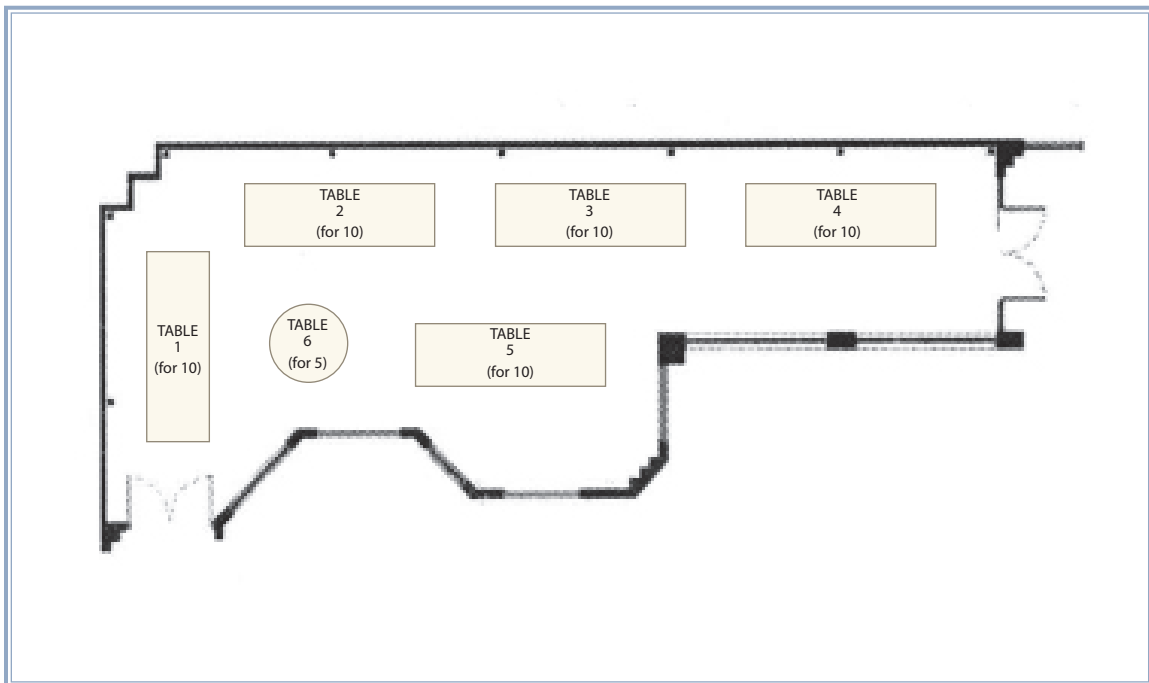 TABLE
2
(for 10)
TABLE
3
(for 10)
TABLE
4
(for 10)
TABLE
1
(for 10)
TABLE
6
(for 5)
TABLE
5
(for 10)